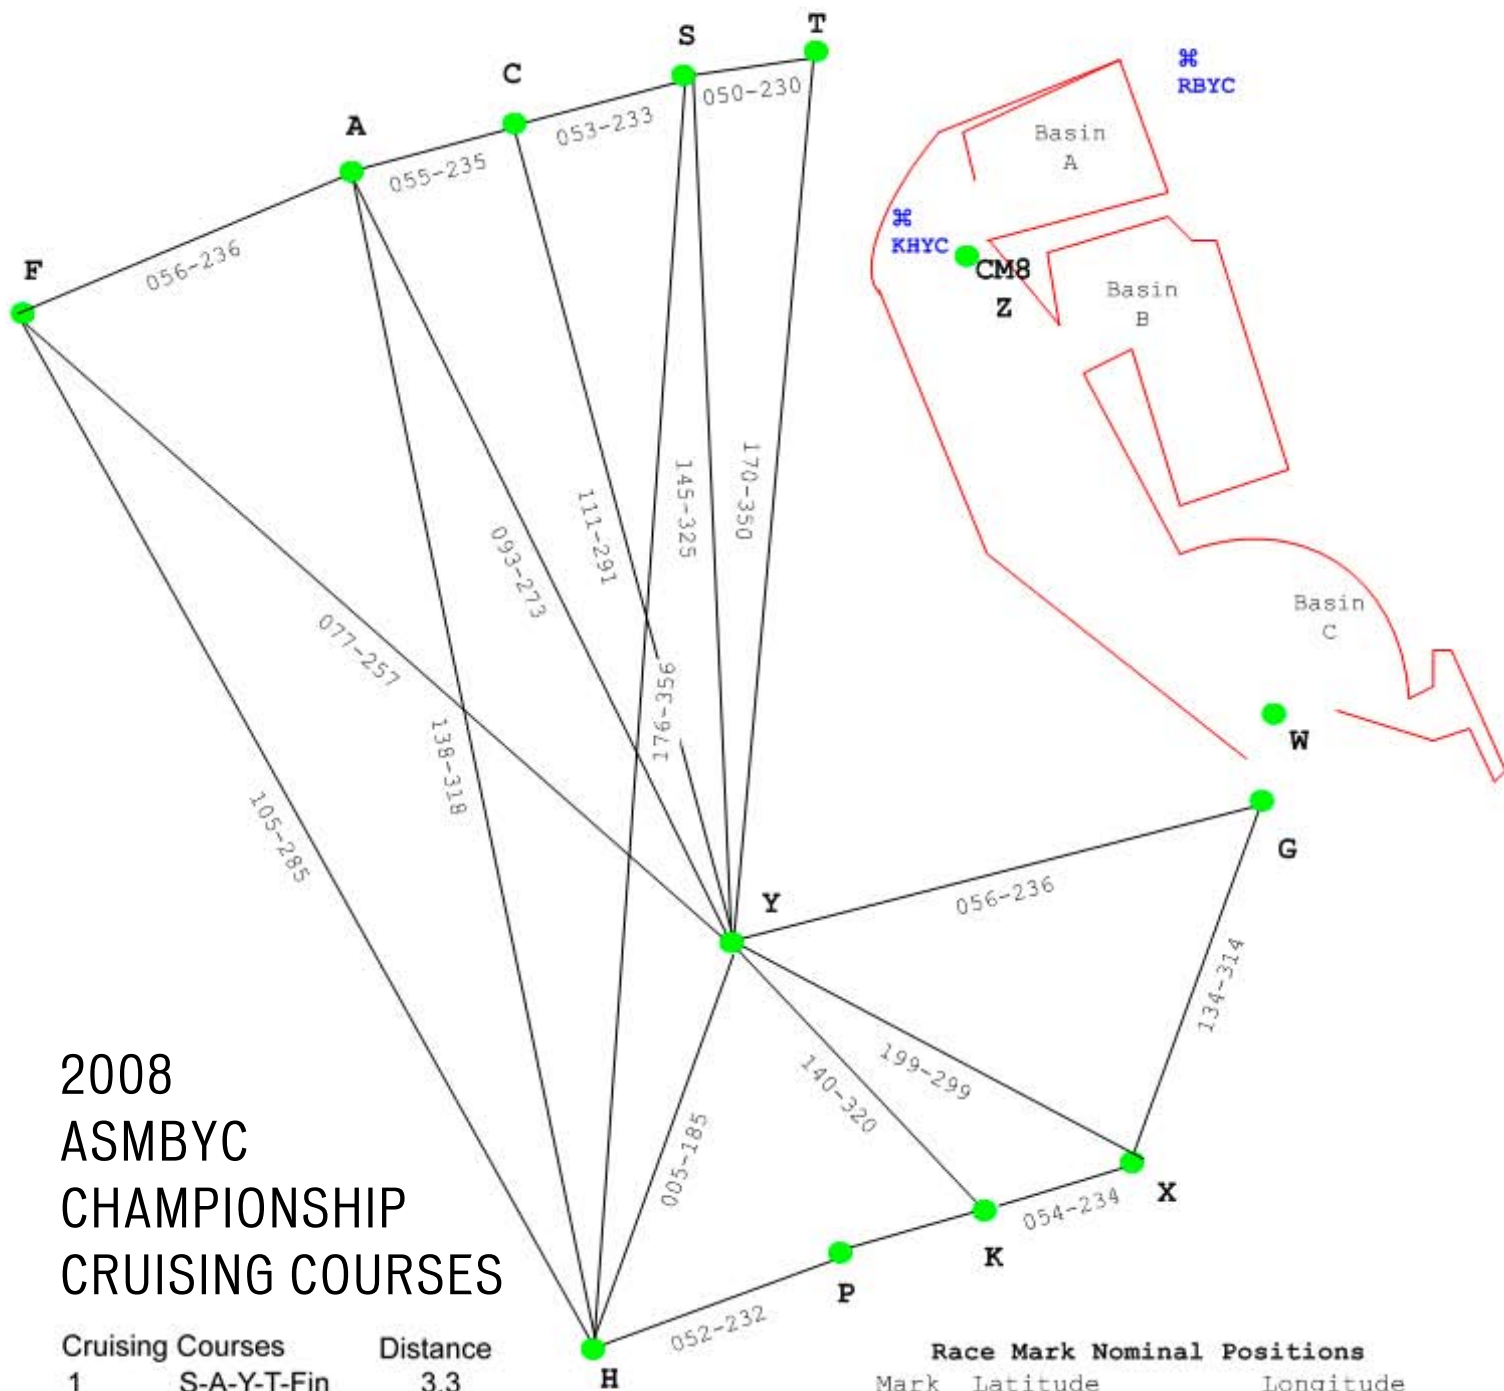 T
S
C
A
F
050-230
053-233
055-235
056-236
⌘
RBYC
Basin
A
⌘
KHYC
CM8
Z
Basin
B
170-350
145-325
111-291
093-273
077-257
176-356
138-318
105-285
Basin
C
W
G
Y
056-236
134-314
199-299
140-320
005-185
X
054-234
K
P
052-232
H
2008
ASMBYC
CHAMPIONSHIP
CRUISING COURSES
Cruising Courses Distance
1 S-A-Y-T-Fin 3.3
Race Mark Nominal Positions
Mark Latitude Longitude